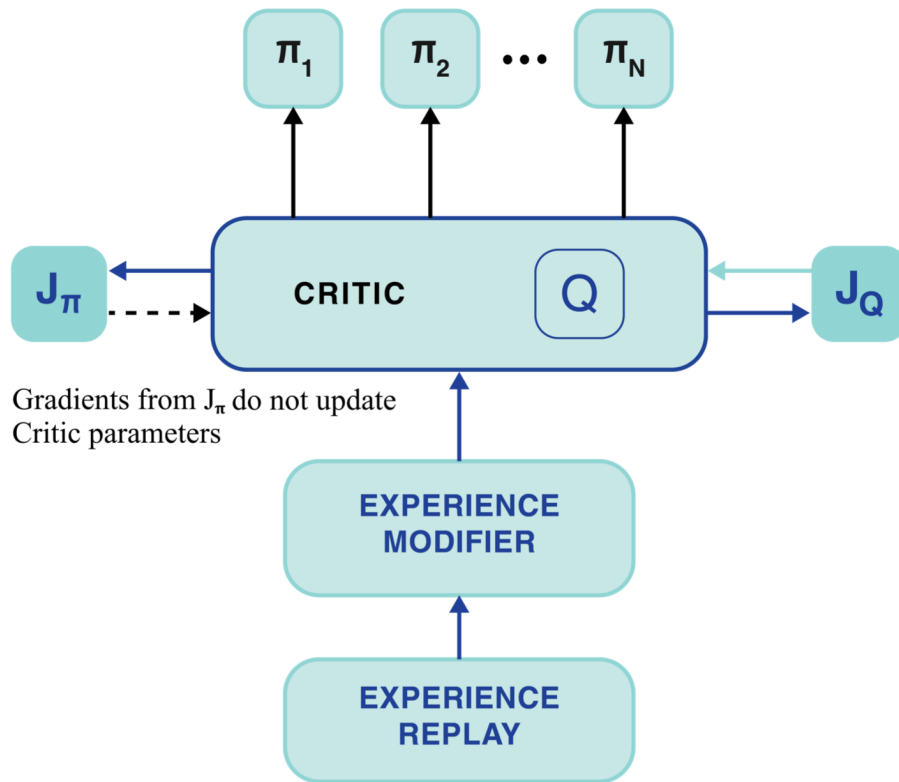 π1 π2 ••• πN
Jπ CRITIC Q JQ
Gradients from Jπ do not update
Critic parameters
EXPERIENCE
MODIFIER
EXPERIENCE
REPLAY